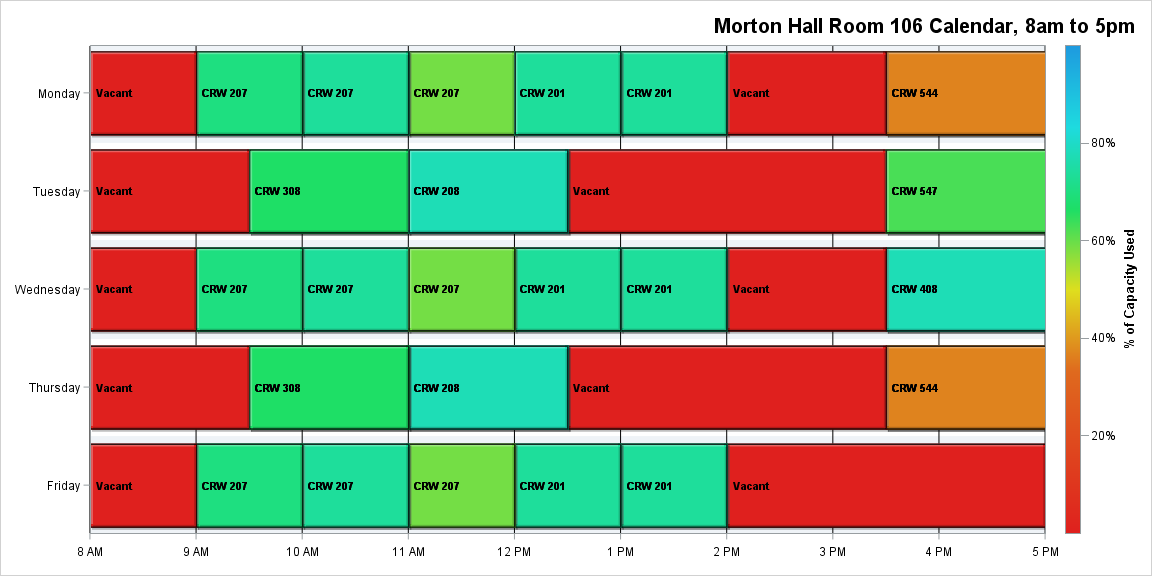 Morton Hall Room 106 Calendar, 8am to 5pm
Monday
Vacant
CRW 207
CRW 207
CRW 207
CRW 201
CRW 201
Vacant
CRW 544
Tuesday
Vacant
CRW 308
CRW 208
Vacant
CRW 547
Wednesday
Vacant
CRW 207
CRW 207
CRW 207
CRW 201
CRW 201
Vacant
CRW 408
Thursday
Vacant
CRW 308
CRW 208
Vacant
CRW 544
Friday
Vacant
CRW 207
CRW 207
CRW 207
CRW 201
CRW 201
Vacant
8 AM
9 AM
10 AM
11 AM
12 PM
1 PM
2 PM
3 PM
4 PM
5 PM
80%
60%
40%
20%
% of Capacity Used